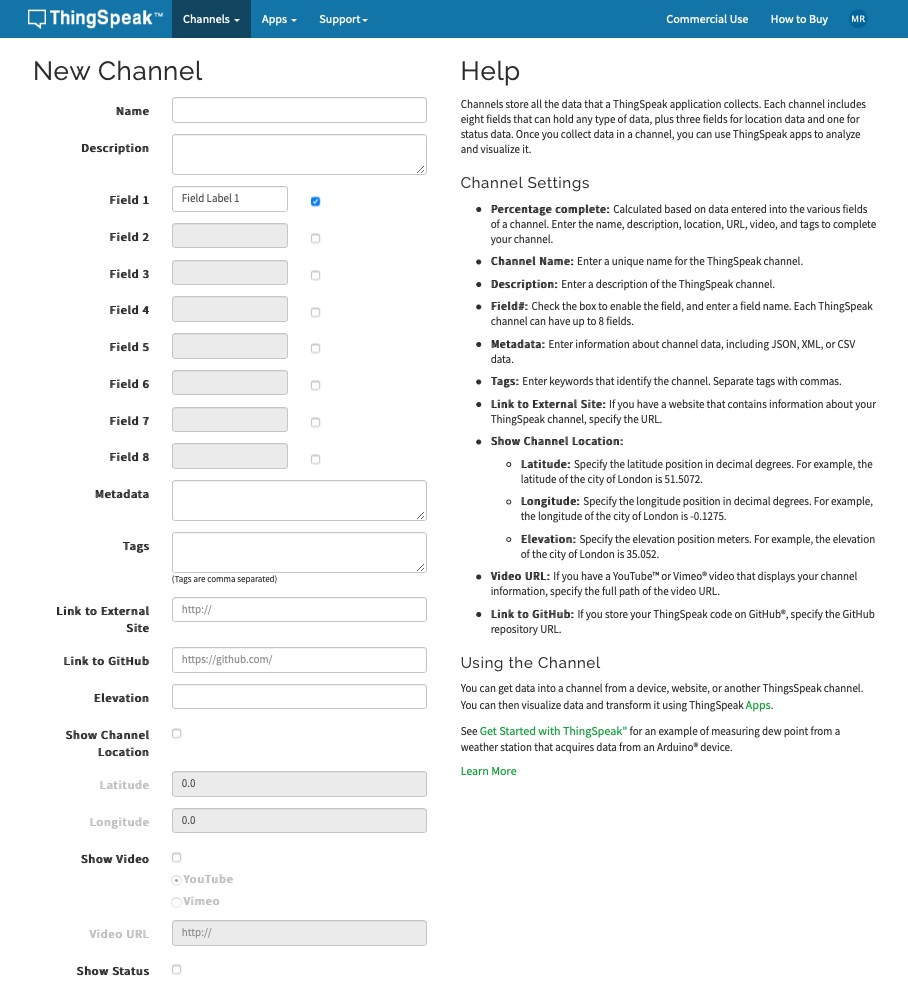 ThingSpeak™ Channels Apps Support Commercial Use How to Buy MR
New Channel
Name
Description
Field 1 Field Label 1
Field 2
Field 3
Field 4
Field 5
Field 6
Field 7
Field 8
Metadata
Tags
(Tags are comma separated)
Link to External
Site
http://
Link to GitHub https://github.com/
Elevation
Show Channel
Location
Latitude 0.0
Longitude 0.0
Show Video
YouTube
Vimeo
Video URL http://
Show Status
Help
Channels store all the data that a ThingSpeak application collects. Each channel includes
eight fields that can hold any type of data, plus three fields for location data and one for
status data. Once you collect data in a channel, you can use ThingSpeak apps to analyze
and visualize it.
Channel Settings
• Percentage complete: Calculated based on data entered into the various fields
of a channel. Enter the name, description, location, URL, video, and tags to complete
your channel.
• Channel Name: Enter a unique name for the ThingSpeak channel.
• Description: Enter a description of the ThingSpeak channel.
• Field#: Check the box to enable the field, and enter a field name. Each ThingSpeak
channel can have up to 8 fields.
• Metadata: Enter information about channel data, including JSON, XML, or CSV
data.
• Tags: Enter keywords that identify the channel. Separate tags with commas.
• Link to External Site: If you have a website that contains information about your
ThingSpeak channel, specify the URL.
• Show Channel Location:
◦ Latitude: Specify the latitude position in decimal degrees. For example, the
latitude of the city of London is 51.5072.
◦ Longitude: Specify the longitude position in decimal degrees. For example,
the longitude of the city of London is -0.1275.
◦ Elevation: Specify the elevation position meters. For example, the elevation
of the city of London is 35.052.
• Video URL: If you have a YouTube™ or Vimeo® video that displays your channel
information, specify the full path of the video URL.
• Link to GitHub: If you store your ThingSpeak code on GitHub®, specify the GitHub
repository URL.
Using the Channel
You can get data into a channel from a device, website, or another ThingsSpeak channel.
You can then visualize data and transform it using ThingSpeak Apps.
See Get Started with ThingSpeak" for an example of measuring dew point from a
weather station that acquires data from an Arduino® device.
Learn More